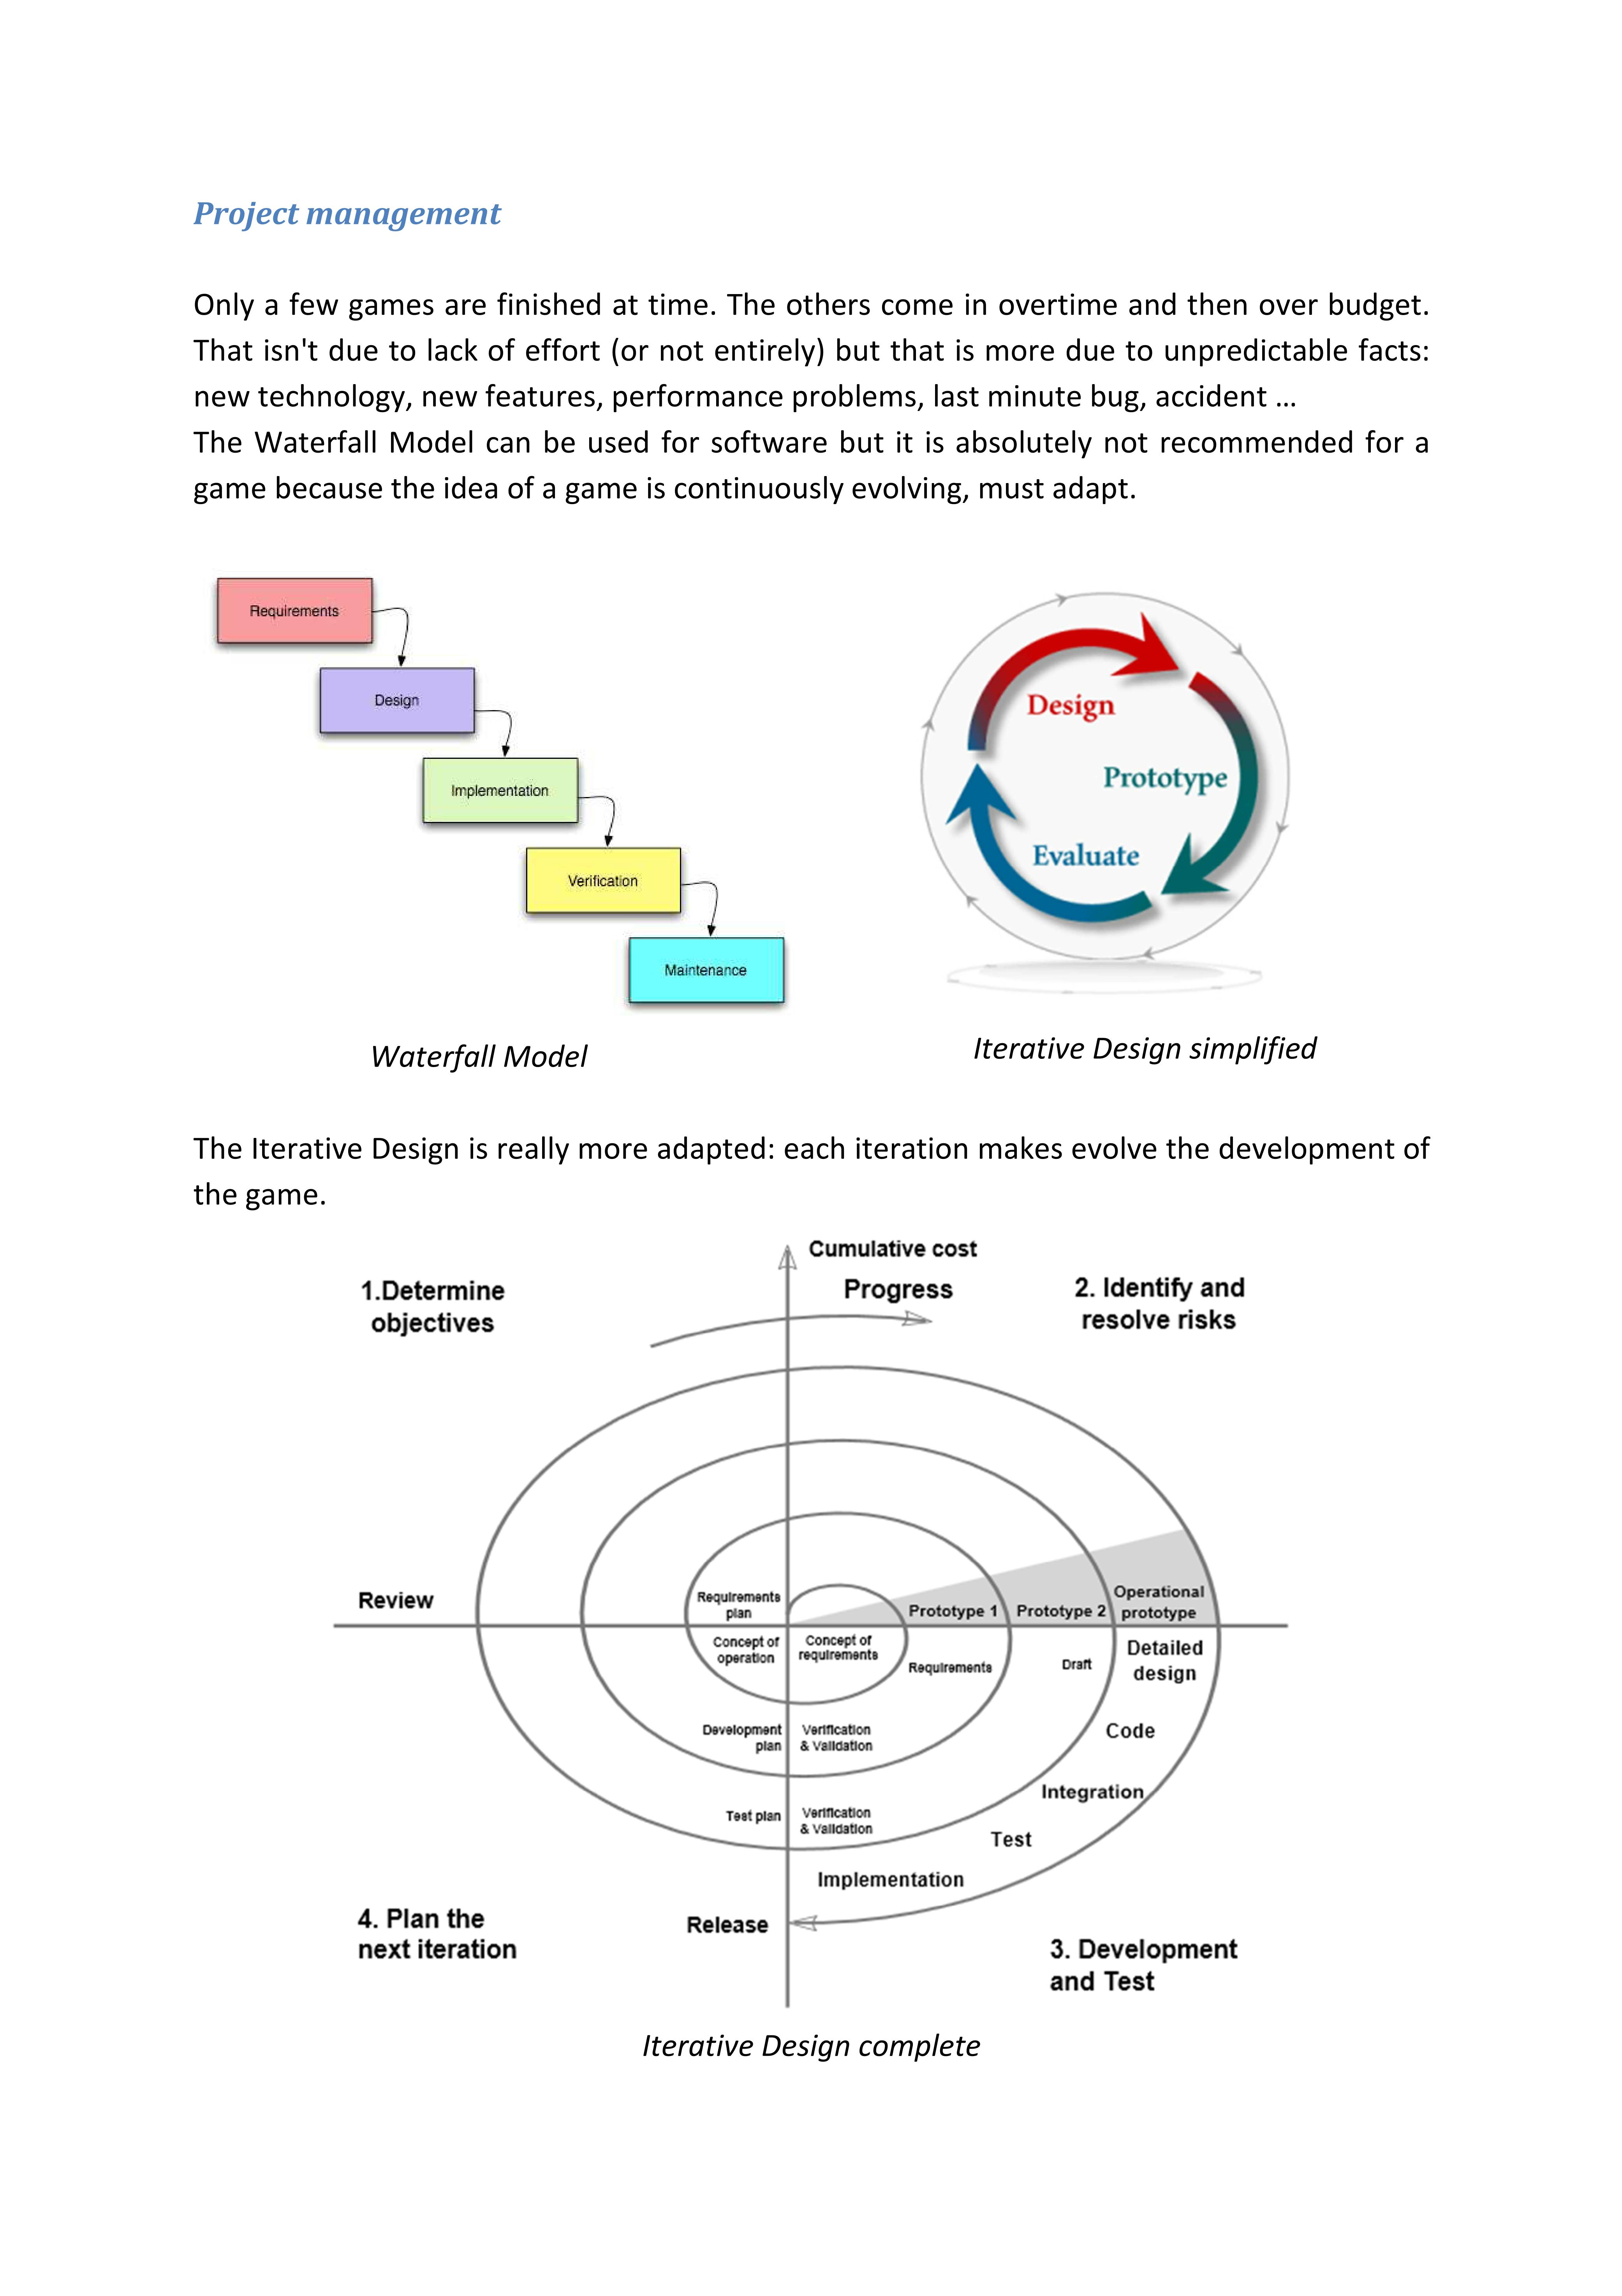 Project management
Only a few games are finished at time. The others come in overtime and then over budget.
That isn't due to lack of effort (or not entirely) but that is more due to unpredictable facts:
new technology, new features, performance problems, last minute bug, accident ...
The Waterfall Model can be used for software but it is absolutely not recommended for a
game because the idea of a game is continuously evolving, must adapt.
Requirements
Design
Implementation
Verification
Maintenance
Waterfall Model
Design
Prototype
Evaluate
Iterative Design simplified
The Iterative Design is really more adapted: each iteration makes evolve the development of
the game.
Cumulative cost
Progress
1.Determine
objectives
2. Identify and
resolve risks
Review
Requirements
plan
Prototype 1
Prototype 2
Operational
prototype
Concept of
operation
Concept of
requirements
Requirements
Draft
Detailed
design
Development
plan
Verification
& Validation
Code
Integration
Test plan
Verification
& Validation
Test
Implementation
4. Plan the
next iteration
Release
3. Development
and Test
Iterative Design complete